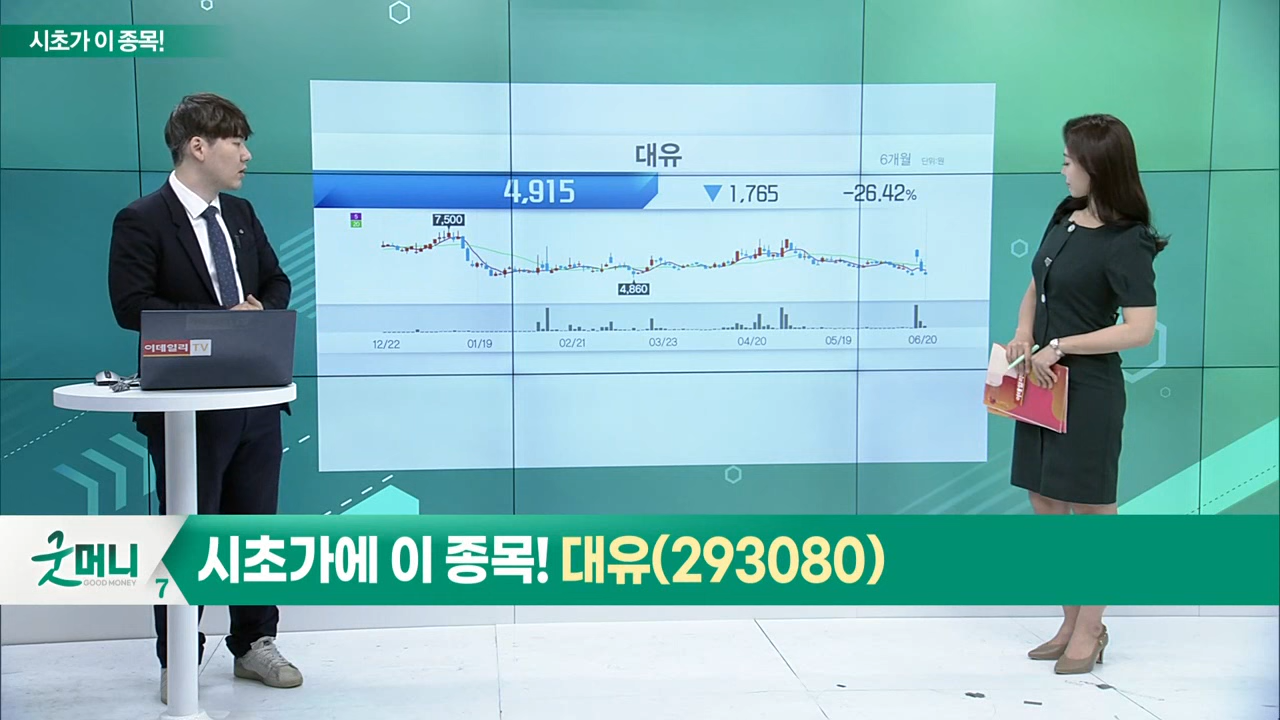 시초가 이 종목!
대유
6개월 단위:원
4,915 ▼ 1,765 -26.42%
5
20
7,500
4,860
12/22 01/19 02/21 03/23 04/20 05/19 06/20
이데일리 TV
굿머니
GOOD MONEY
7
시초가에 이 종목! 대유(293080)